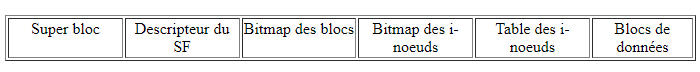 Super bloc
Descripteur du
SF
Bitmap des blocs
Bitmap des i-
noeuds
Table des i-
noeuds
Blocs de
données